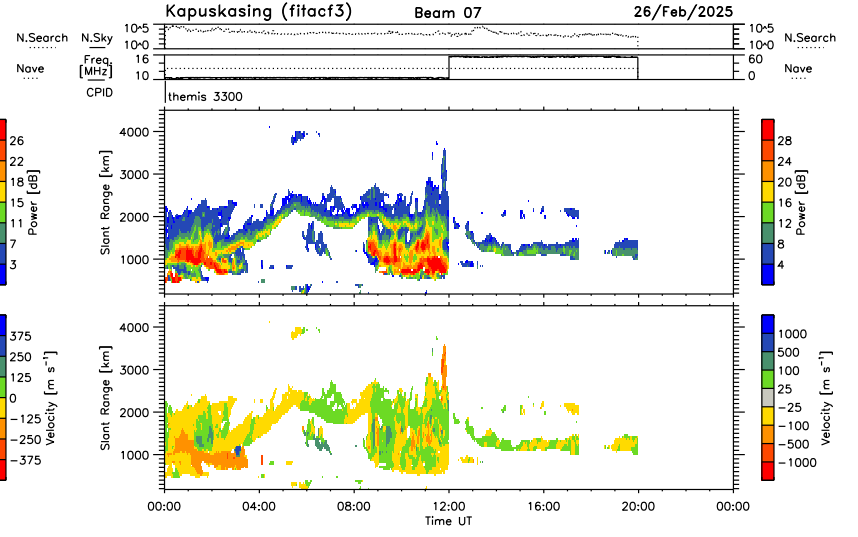 Kapuskasing (fitacf3) Beam 07 26/Feb/2025
N.Search N.Sky 10^5 10^0 10^5 10^0 N.Search
Nave Freq. [MHz] 16 10 60 0 Nave
CPID themis 3300
Power [dB] 26 22 18 15 11 7 3
Slant Range [km] 4000 3000 2000 1000
28 24 20 16 12 8 4 Power [dB]
Velocity [m s⁻¹] 375 250 125 0 −125 −250 −375
Slant Range [km] 4000 3000 2000 1000
1000 500 100 25 −25 −100 −500 −1000 Velocity [m s⁻¹]
00:00 04:00 08:00 12:00 16:00 20:00 00:00
Time UT